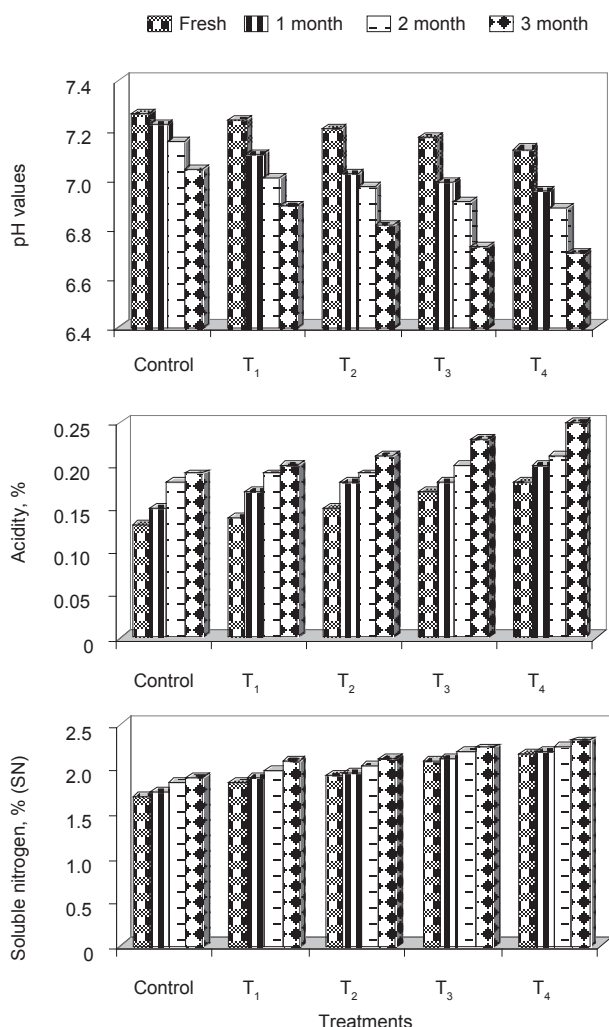 Fresh 1 month 2 month 3 month
pH values
7.4
7.2
7.0
6.8
6.6
6.4
Control T₁ T₂ T₃ T₄
Acidity, %
0.25
0.20
0.15
0.10
0.05
0
Control T₁ T₂ T₃ T₄
Soluble nitrogen, % (SN)
2.5
2.0
1.5
1.0
0.5
0
Control T₁ T₂ T₃ T₄
Treatments